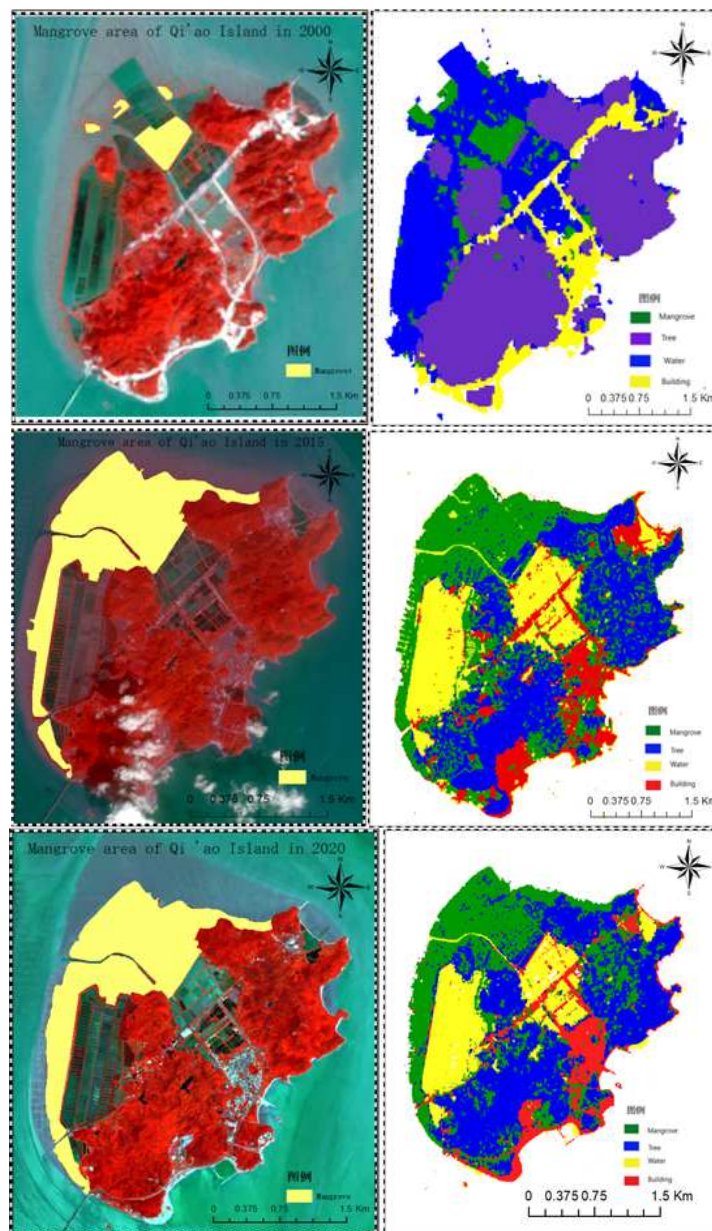 Mangrove area of Qi'ao Island in 2000
图例
Mangroves
0 0.375 0.75 1.5 Km
N
W E
S
图例
Mangrove
Tree
Water
Building
0 0.375 0.75 1.5 Km
Mangrove area of Qi'ao Island in 2015
图例
Mangrove
0 0.375 0.75 1.5 Km
图例
Mangrove
Tree
Water
Building
0 0.375 0.75 1.5 Km
Mangrove area of Qi'ao Island in 2020
图例
Mangrove
0 0.375 0.75 1.5 Km
图例
Mangrove
Tree
Water
Building
0 0.375 0.75 1.5 Km